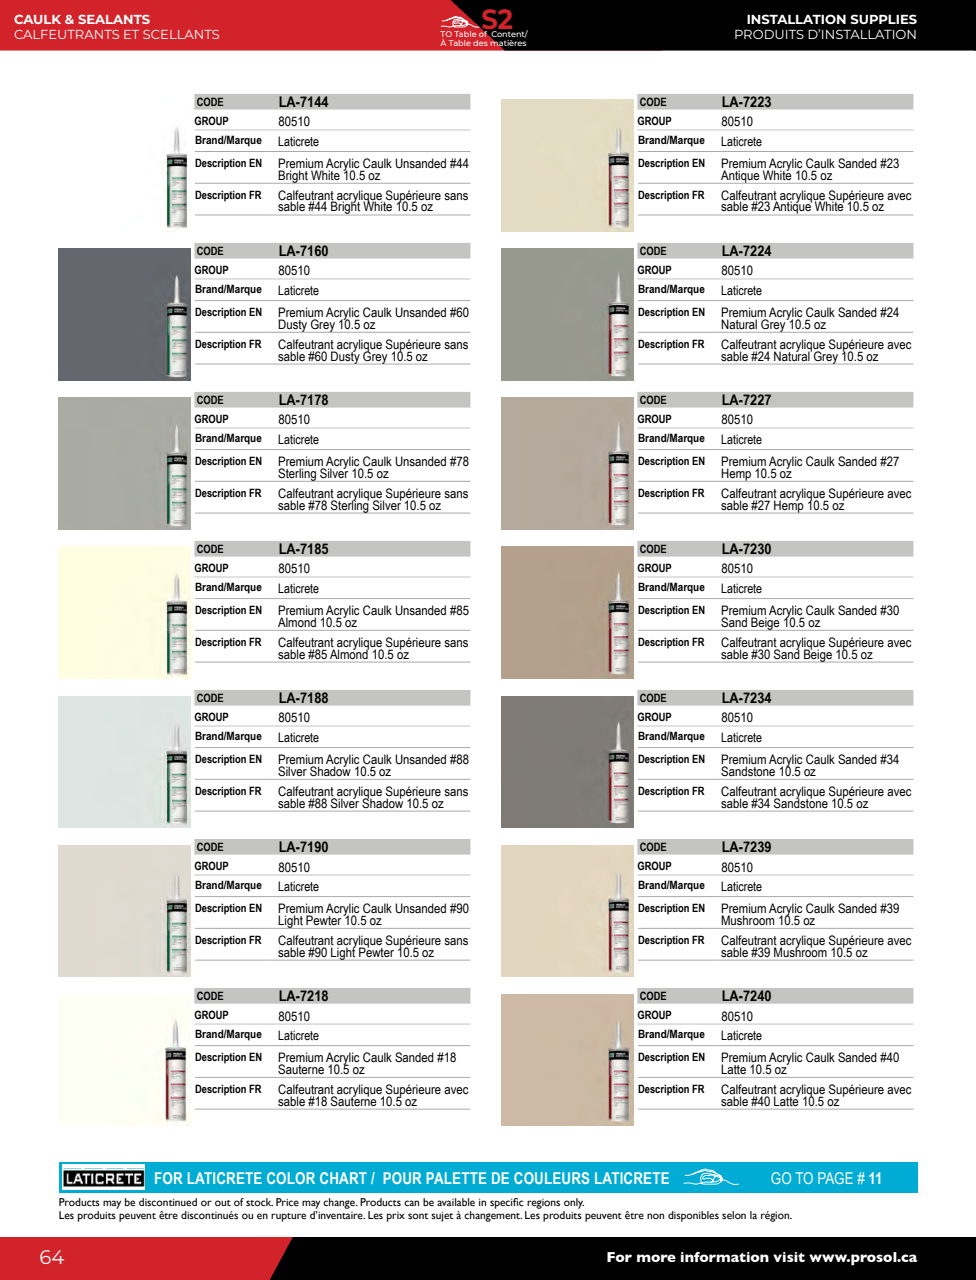 CAULK & SEALANTS
CALFEUTRANTS ET SCELLANTS
S2
TO Table of Content/
À Table des matières
INSTALLATION SUPPLIES
PRODUITS D'INSTALLATION
CODE LA-7144
GROUP 80510
Brand/Marque Laticrete
Description EN Premium Acrylic Caulk Unsanded #44
Bright White 10.5 oz
Description FR Calfeutrant acrylique Supérieure sans
sable #44 Bright White 10.5 oz
CODE LA-7160
GROUP 80510
Brand/Marque Laticrete
Description EN Premium Acrylic Caulk Unsanded #60
Dusty Grey 10.5 oz
Description FR Calfeutrant acrylique Supérieure sans
sable #60 Dusty Grey 10.5 oz
CODE LA-7178
GROUP 80510
Brand/Marque Laticrete
Description EN Premium Acrylic Caulk Unsanded #78
Sterling Silver 10.5 oz
Description FR Calfeutrant acrylique Supérieure sans
sable #78 Sterling Silver 10.5 oz
CODE LA-7185
GROUP 80510
Brand/Marque Laticrete
Description EN Premium Acrylic Caulk Unsanded #85
Almond 10.5 oz
Description FR Calfeutrant acrylique Supérieure sans
sable #85 Almond 10.5 oz
CODE LA-7188
GROUP 80510
Brand/Marque Laticrete
Description EN Premium Acrylic Caulk Unsanded #88
Silver Shadow 10.5 oz
Description FR Calfeutrant acrylique Supérieure sans
sable #88 Silver Shadow 10.5 oz
CODE LA-7190
GROUP 80510
Brand/Marque Laticrete
Description EN Premium Acrylic Caulk Unsanded #90
Light Pewter 10.5 oz
Description FR Calfeutrant acrylique Supérieure sans
sable #90 Light Pewter 10.5 oz
CODE LA-7218
GROUP 80510
Brand/Marque Laticrete
Description EN Premium Acrylic Caulk Sanded #18
Sauterne 10.5 oz
Description FR Calfeutrant acrylique Supérieure avec
sable #18 Sauterne 10.5 oz
CODE LA-7223
GROUP 80510
Brand/Marque Laticrete
Description EN Premium Acrylic Caulk Sanded #23
Antique White 10.5 oz
Description FR Calfeutrant acrylique Supérieure avec
sable #23 Antique White 10.5 oz
CODE LA-7224
GROUP 80510
Brand/Marque Laticrete
Description EN Premium Acrylic Caulk Sanded #24
Natural Grey 10.5 oz
Description FR Calfeutrant acrylique Supérieure avec
sable #24 Natural Grey 10.5 oz
CODE LA-7227
GROUP 80510
Brand/Marque Laticrete
Description EN Premium Acrylic Caulk Sanded #27
Hemp 10.5 oz
Description FR Calfeutrant acrylique Supérieure avec
sable #27 Hemp 10.5 oz
CODE LA-7230
GROUP 80510
Brand/Marque Laticrete
Description EN Premium Acrylic Caulk Sanded #30
Sand Beige 10.5 oz
Description FR Calfeutrant acrylique Supérieure avec
sable #30 Sand Beige 10.5 oz
CODE LA-7234
GROUP 80510
Brand/Marque Laticrete
Description EN Premium Acrylic Caulk Sanded #34
Sandstone 10.5 oz
Description FR Calfeutrant acrylique Supérieure avec
sable #34 Sandstone 10.5 oz
CODE LA-7239
GROUP 80510
Brand/Marque Laticrete
Description EN Premium Acrylic Caulk Sanded #39
Mushroom 10.5 oz
Description FR Calfeutrant acrylique Supérieure avec
sable #39 Mushroom 10.5 oz
CODE LA-7240
GROUP 80510
Brand/Marque Laticrete
Description EN Premium Acrylic Caulk Sanded #40
Latte 10.5 oz
Description FR Calfeutrant acrylique Supérieure avec
sable #40 Latte 10.5 oz
LATICRETE FOR LATICRETE COLOR CHART / POUR PALETTE DE COULEURS LATICRETE GO TO PAGE # 11
Products may be discontinued or out of stock. Price may change. Products can be available in specific regions only.
Les produits peuvent être discontinués ou en rupture d'inventaire. Les prix sont sujet à changement. Les produits peuvent être non disponibles selon la région.
64
For more information visit www.prosol.ca